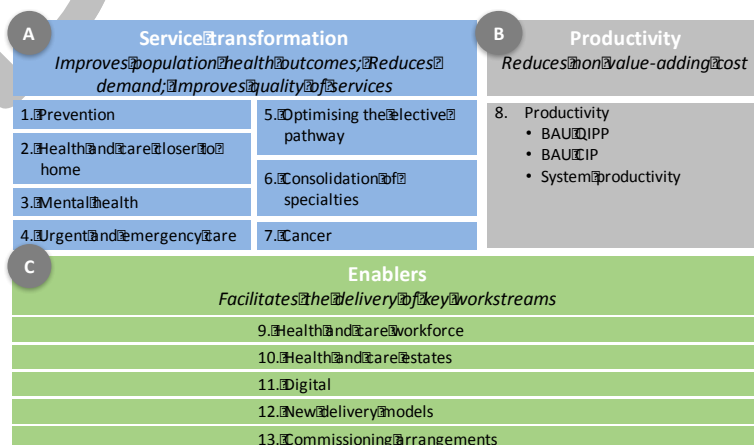 A
Service transformation
Improves population health outcomes; Reduces
demand; Improves quality of services
1. Prevention
2. Health and care closer to
home
3. Mental health
4. Urgent and emergency care
5. Optimising the elective
pathway
6. Consolidation of
specialties
7. Cancer
B
Productivity
Reduces non value-adding cost
8. Productivity
• BAU QIPP
• BAU CIP
• System productivity
C
Enablers
Facilitates the delivery of key workstreams
9. Health and care workforce
10. Health and care estates
11. Digital
12. New delivery models
13. Commissioning arrangements